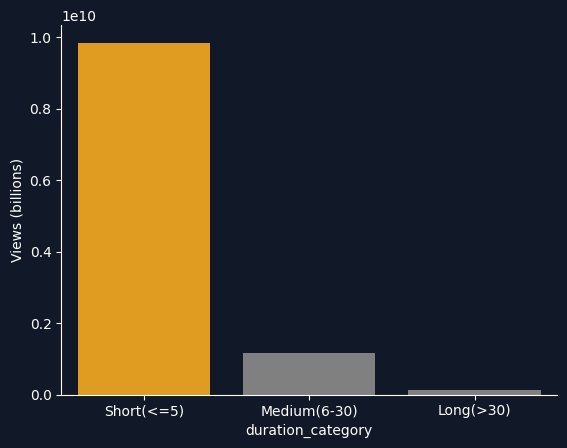 1e10
1.0
0.8
0.6
0.4
0.2
0.0
Views (billions)
Short(<=5) Medium(6-30) Long(>30)
duration_category